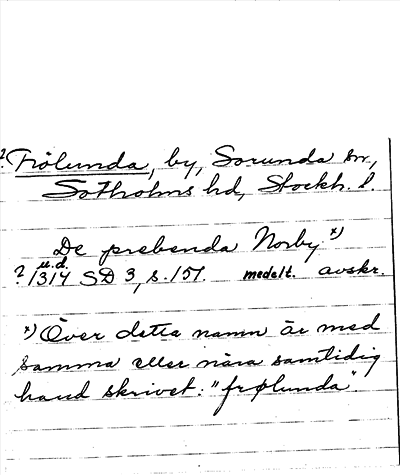 ? Frölunda, by, Sorunda sn,
Sotholms hd, Stockh. l.
De prebenda Norby x)
u.d.
? 1314 SD 3, s. 157. medelt. avskr.
x) Över detta namn är med
samma eller nära samtidig
hand skrivet: "frølunda".